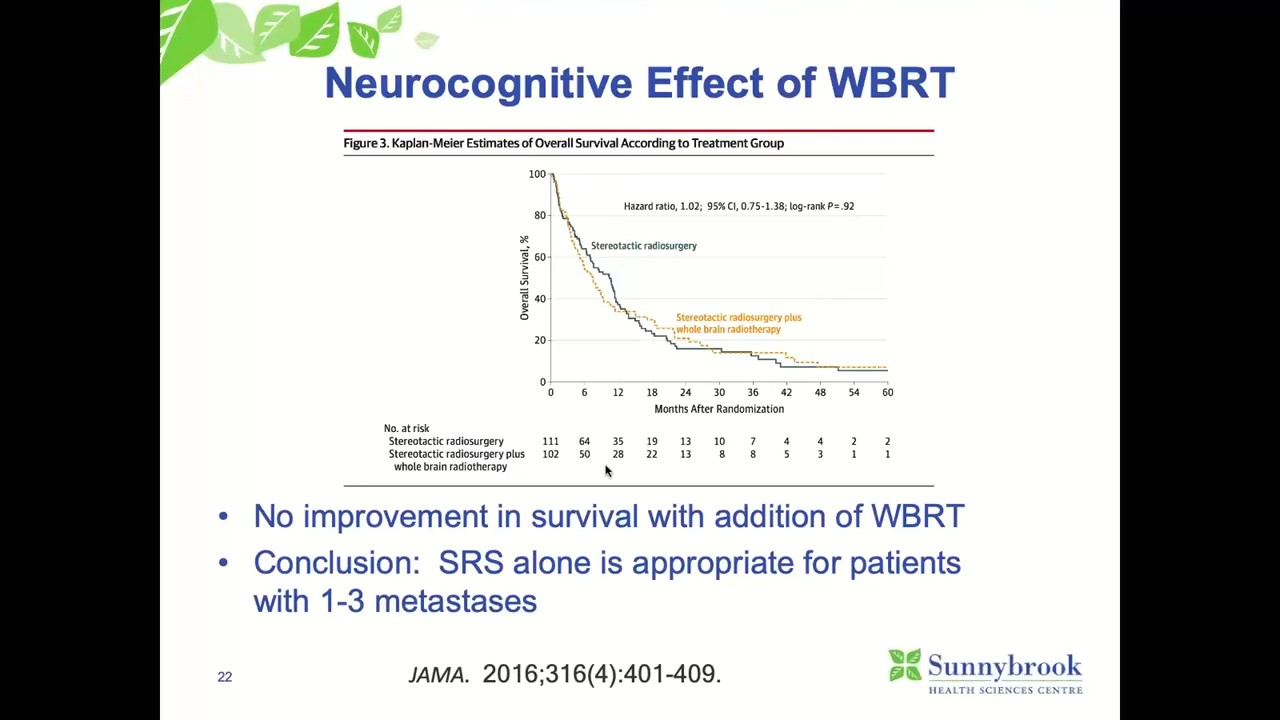 Neurocognitive Effect of WBRT
Figure 3. Kaplan-Meier Estimates of Overall Survival According to Treatment Group
100
80
60
40
20
0
Overall Survival, %
Hazard ratio, 1.02; 95% CI, 0.75-1.38; log-rank P=.92
Stereotactic radiosurgery
Stereotactic radiosurgery plus
whole brain radiotherapy
0 6 12 18 24 30 36 42 48 54 60
Months After Randomization
No. at risk
Stereotactic radiosurgery 111 64 35 19 13 10 7 4 4 2 2
Stereotactic radiosurgery plus 102 50 28 22 13 8 8 5 3 1 1
whole brain radiotherapy
• No improvement in survival with addition of WBRT
• Conclusion: SRS alone is appropriate for patients
with 1-3 metastases
22
JAMA. 2016;316(4):401-409.
Sunnybrook
HEALTH SCIENCES CENTRE